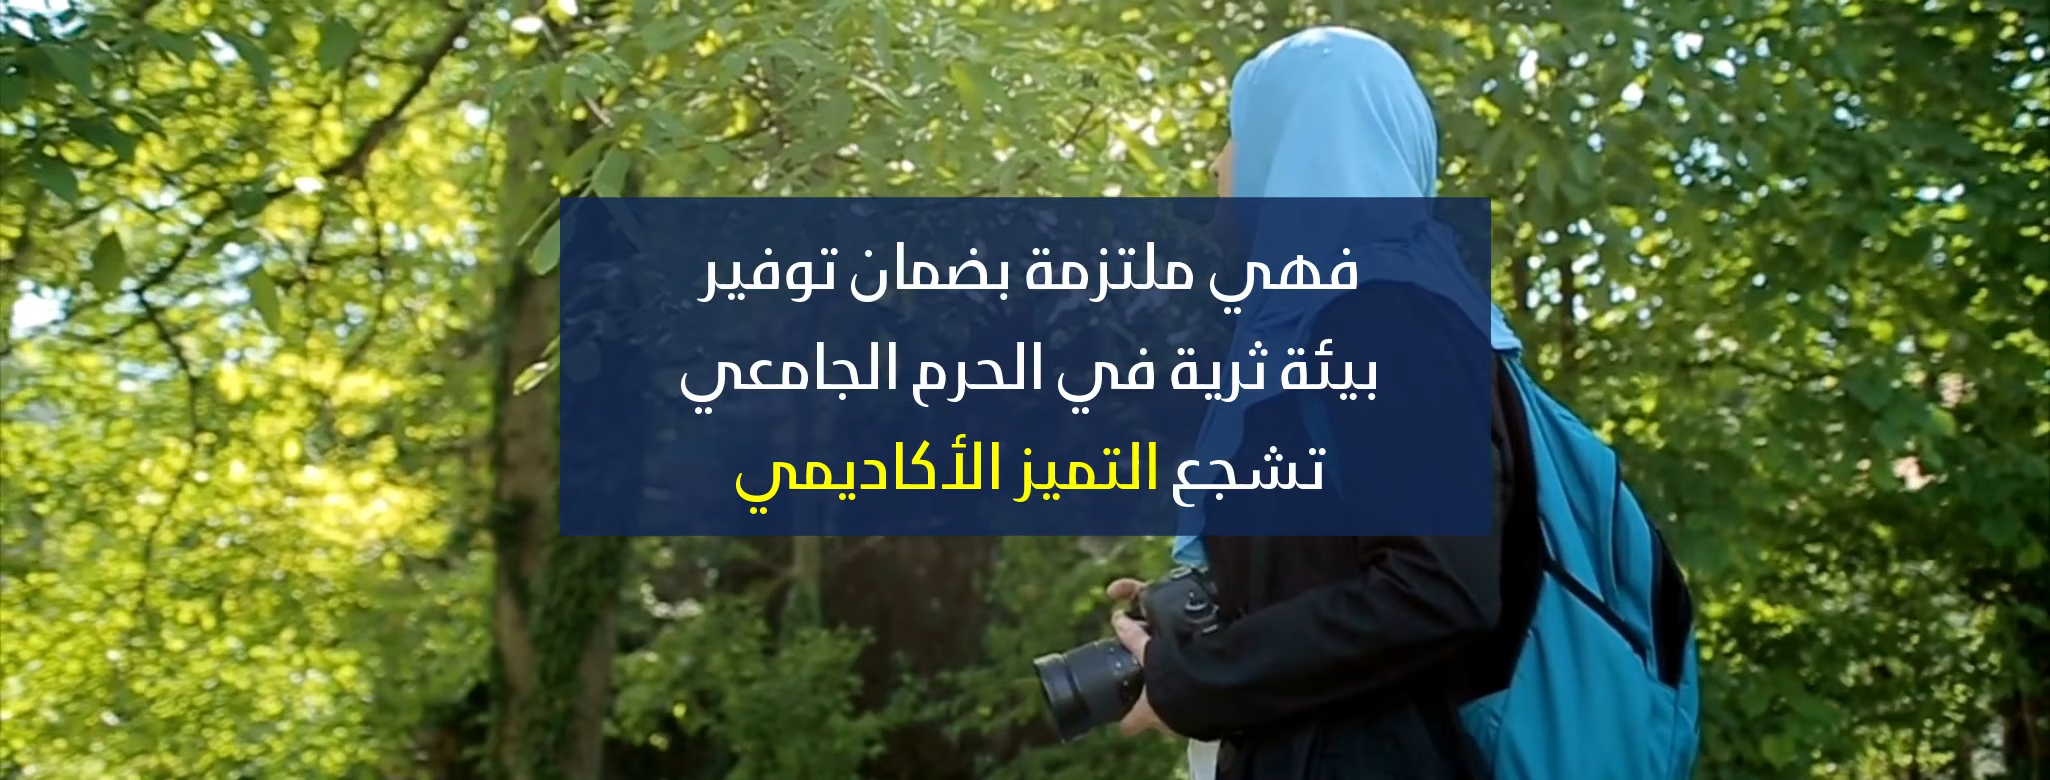 فهي ملتزمة بضمان توفير
بيئة ثرية في الحرم الجامعي
تشجع التميز الأكاديمي